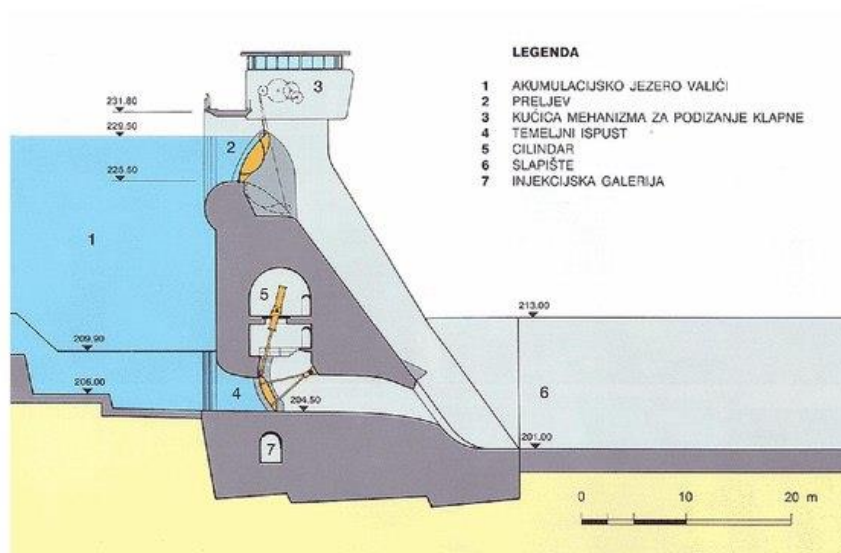 LEGENDA
1 AKUMULACIJSKO JEZERO VALIĆI
2 PRELJEV
3 KUĆICA MEHANIZMA ZA PODIZANJE KLAPNE
4 TEMELJNI ISPUST
5 CILINDAR
6 SLAPIŠTE
7 INJEKCIJSKA GALERIJA
3
231.80
229.50
2
225.50
1
5
213.00
209.90
206.00
4
204.50
6
201.00
7
0 10 20 m